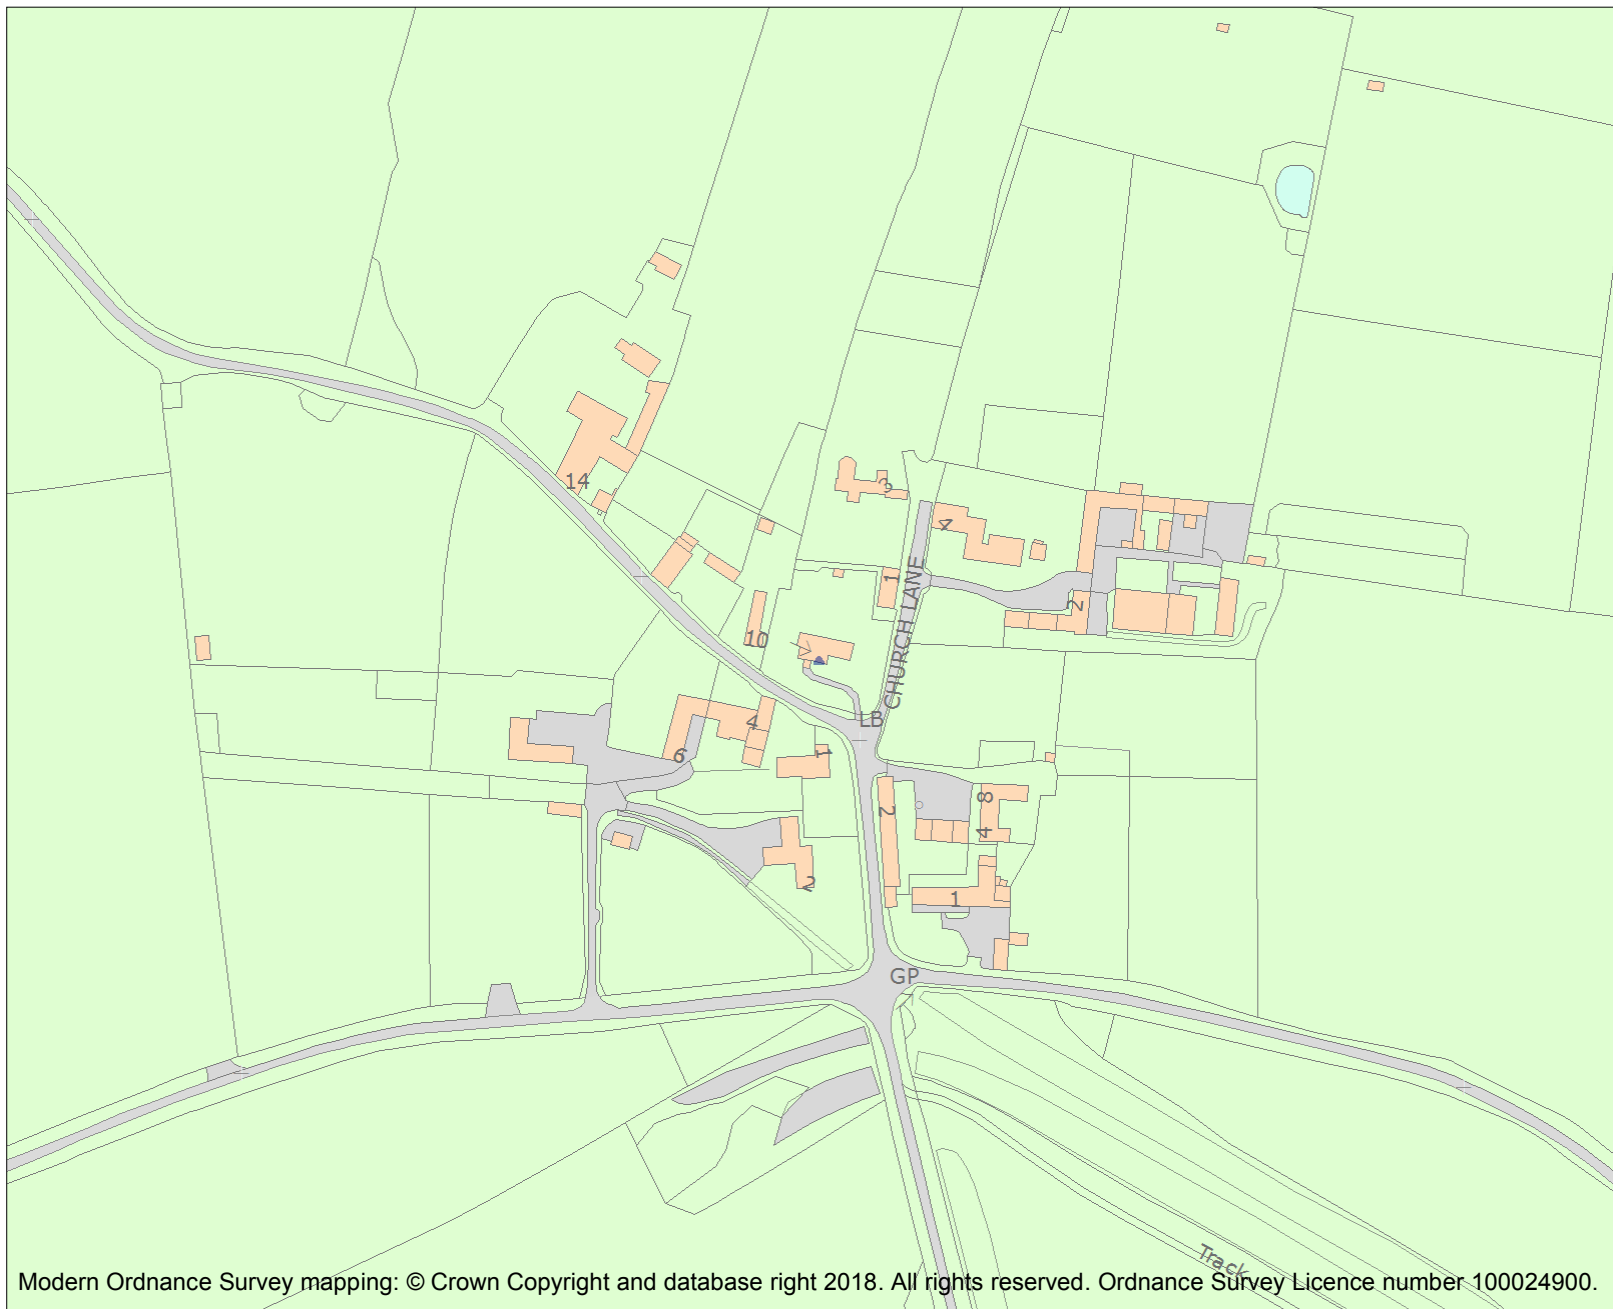 14
3
4
1
CHURCH LANE
2
10
LB
4
6
1
2
8
4
2
1
GP
Track
Modern Ordnance Survey mapping: © Crown Copyright and database right 2018. All rights reserved. Ordnance Survey Licence number 100024900.